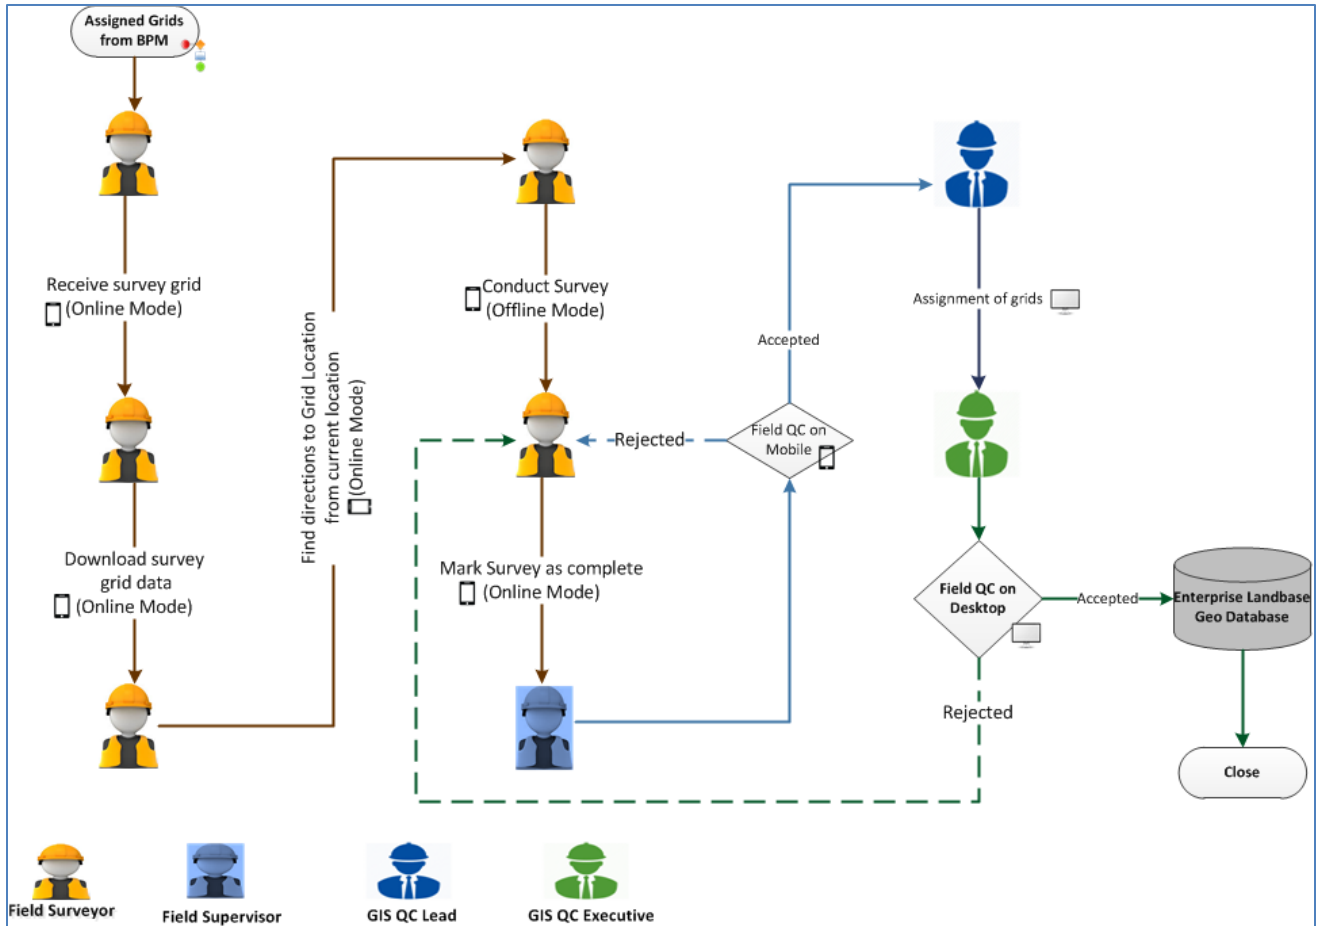 Assigned Grids
from BPM
Receive survey grid
(Online Mode)
Download survey
grid data
(Online Mode)
Find directions to Grid Location
from current location
(Online Mode)
Conduct Survey
(Offline Mode)
Mark Survey as complete
(Online Mode)
Rejected
Field QC on
Mobile
Accepted
Assignment of grids
Field QC on
Desktop
Accepted
Rejected
Enterprise Landbase
Geo Database
Close
Field Surveyor
Field Supervisor
GIS QC Lead
GIS QC Executive